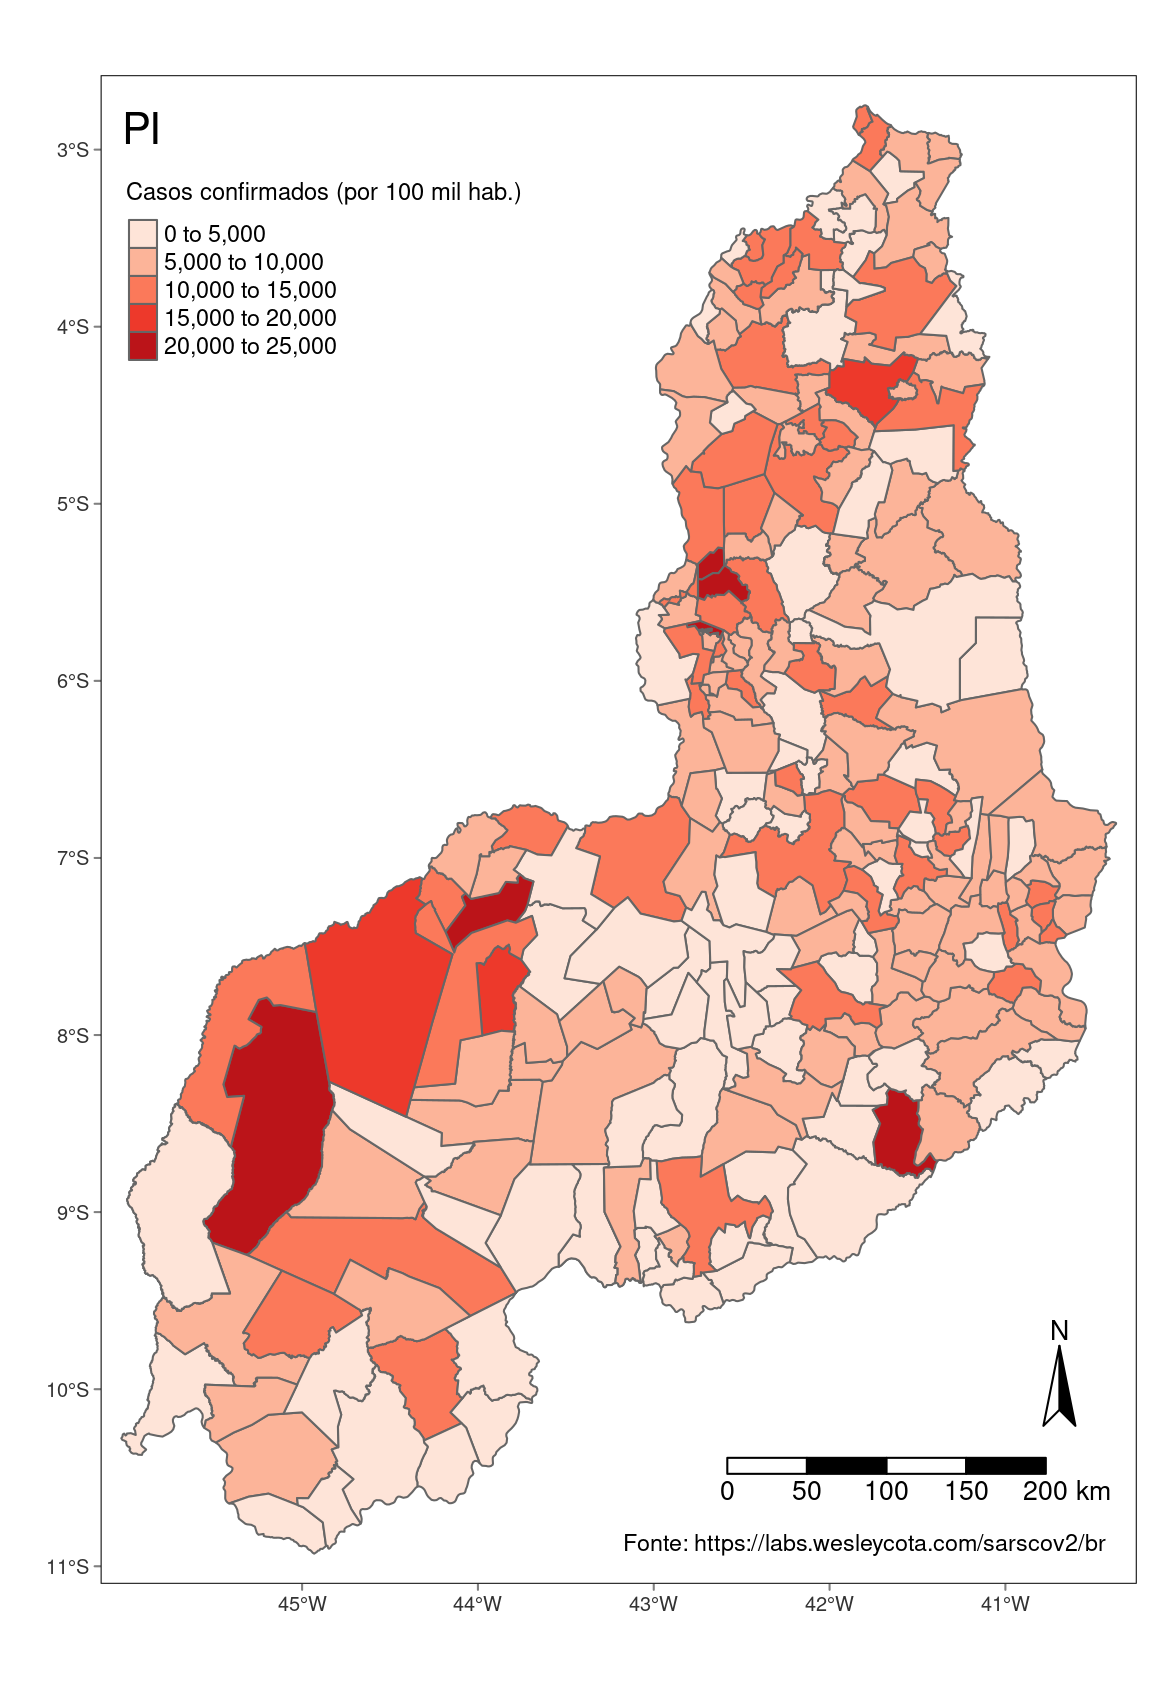 PI
Casos confirmados (por 100 mil hab.)
0 to 5,000
5,000 to 10,000
10,000 to 15,000
15,000 to 20,000
20,000 to 25,000
3°S
4°S
5°S
6°S
7°S
8°S
9°S
10°S
11°S
N
0 50 100 150 200 km
Fonte: https://labs.wesleycota.com/sarscov2/br
45°W 44°W 43°W 42°W 41°W